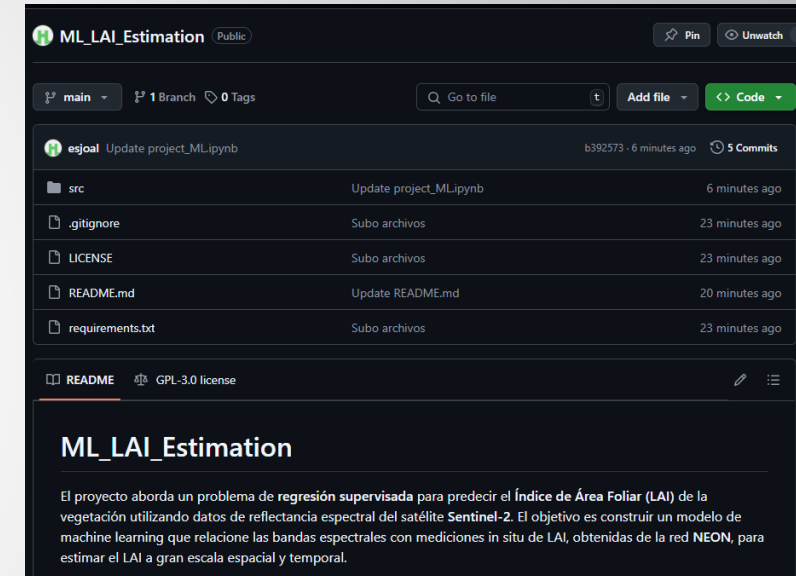 ML_LAI_Estimation Public
Pin
Unwatch
main
1 Branch
0 Tags
Go to file
t
Add file
Code
esjoal Update project_ML.ipynb
b392573 · 6 minutes ago
5 Commits
src Update project_ML.ipynb 6 minutes ago
.gitignore Subo archivos 23 minutes ago
LICENSE Subo archivos 23 minutes ago
README.md Update README.md 20 minutes ago
requirements.txt Subo archivos 23 minutes ago
README
GPL-3.0 license
ML_LAI_Estimation
El proyecto aborda un problema de regresión supervisada para predecir el Índice de Área Foliar (LAI) de la
vegetación utilizando datos de reflectancia espectral del satélite Sentinel-2. El objetivo es construir un modelo de
machine learning que relacione las bandas espectrales con mediciones in situ de LAI, obtenidas de la red NEON, para
estimar el LAI a gran escala espacial y temporal.